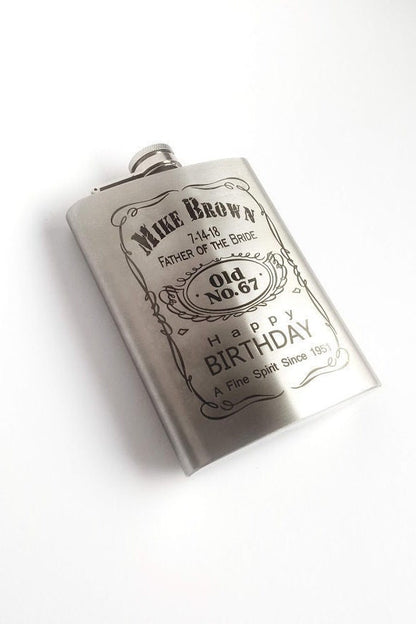 MIKE BROWN
7-14-18
FATHER OF THE BRIDE
Old
No.67
Happy
BIRTHDAY
A Fine Spirit Since 1951